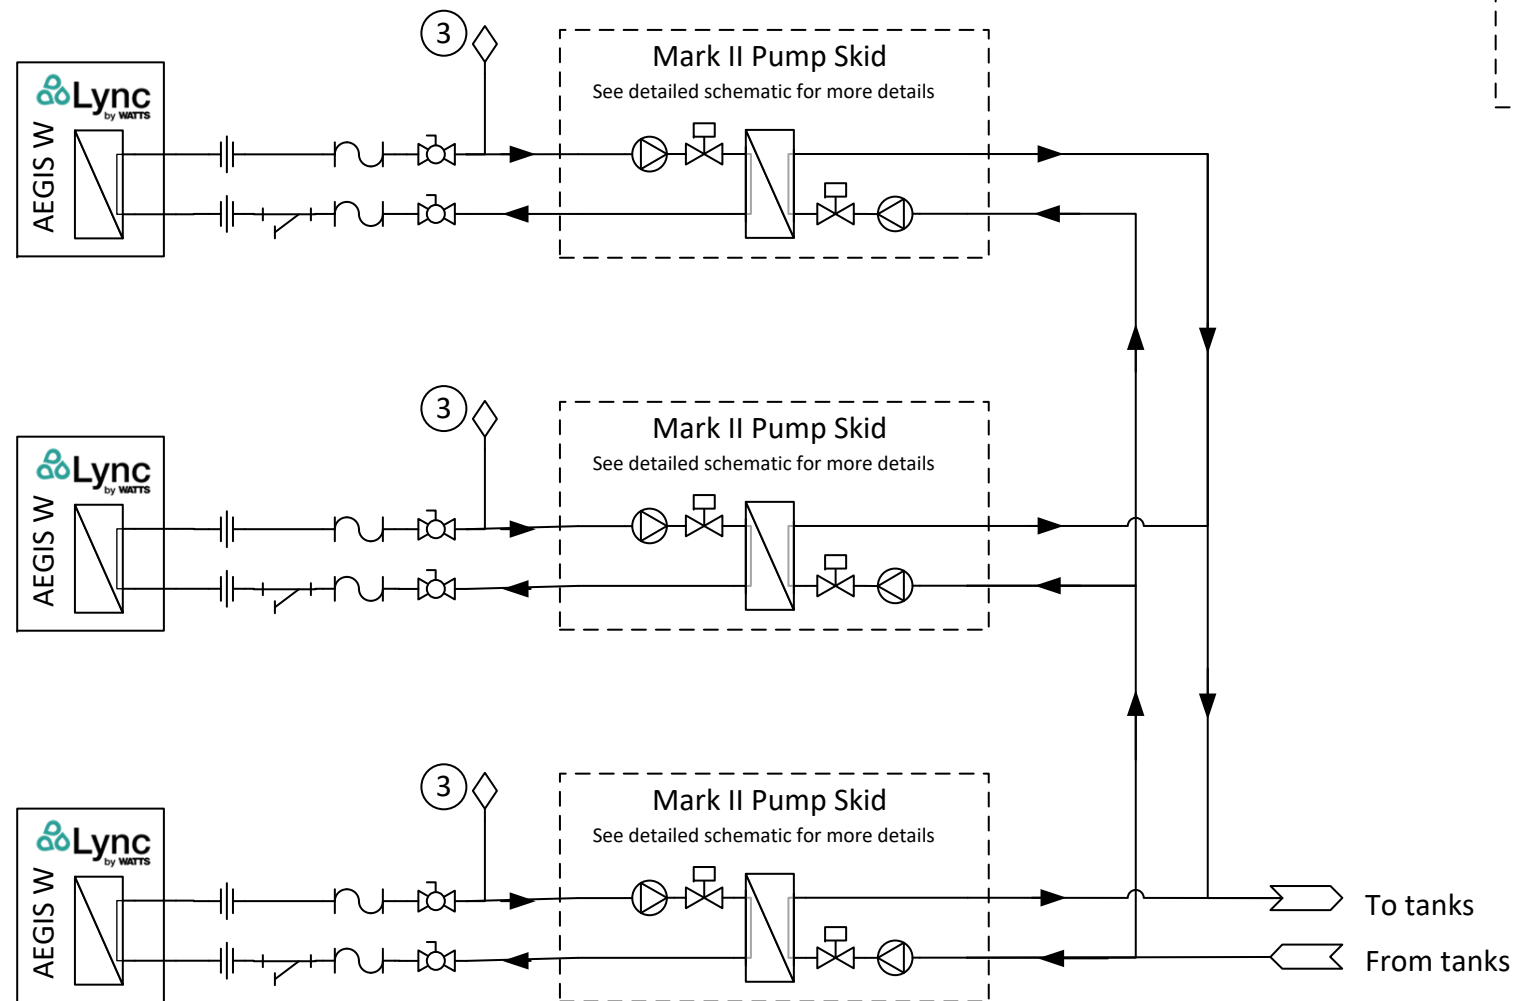 3
Mark II Pump Skid
See detailed schematic for more details
Lync
by WATTS
AEGIS W
3
Mark II Pump Skid
See detailed schematic for more details
Lync
by WATTS
AEGIS W
3
Mark II Pump Skid
See detailed schematic for more details
Lync
by WATTS
AEGIS W
To tanks
From tanks